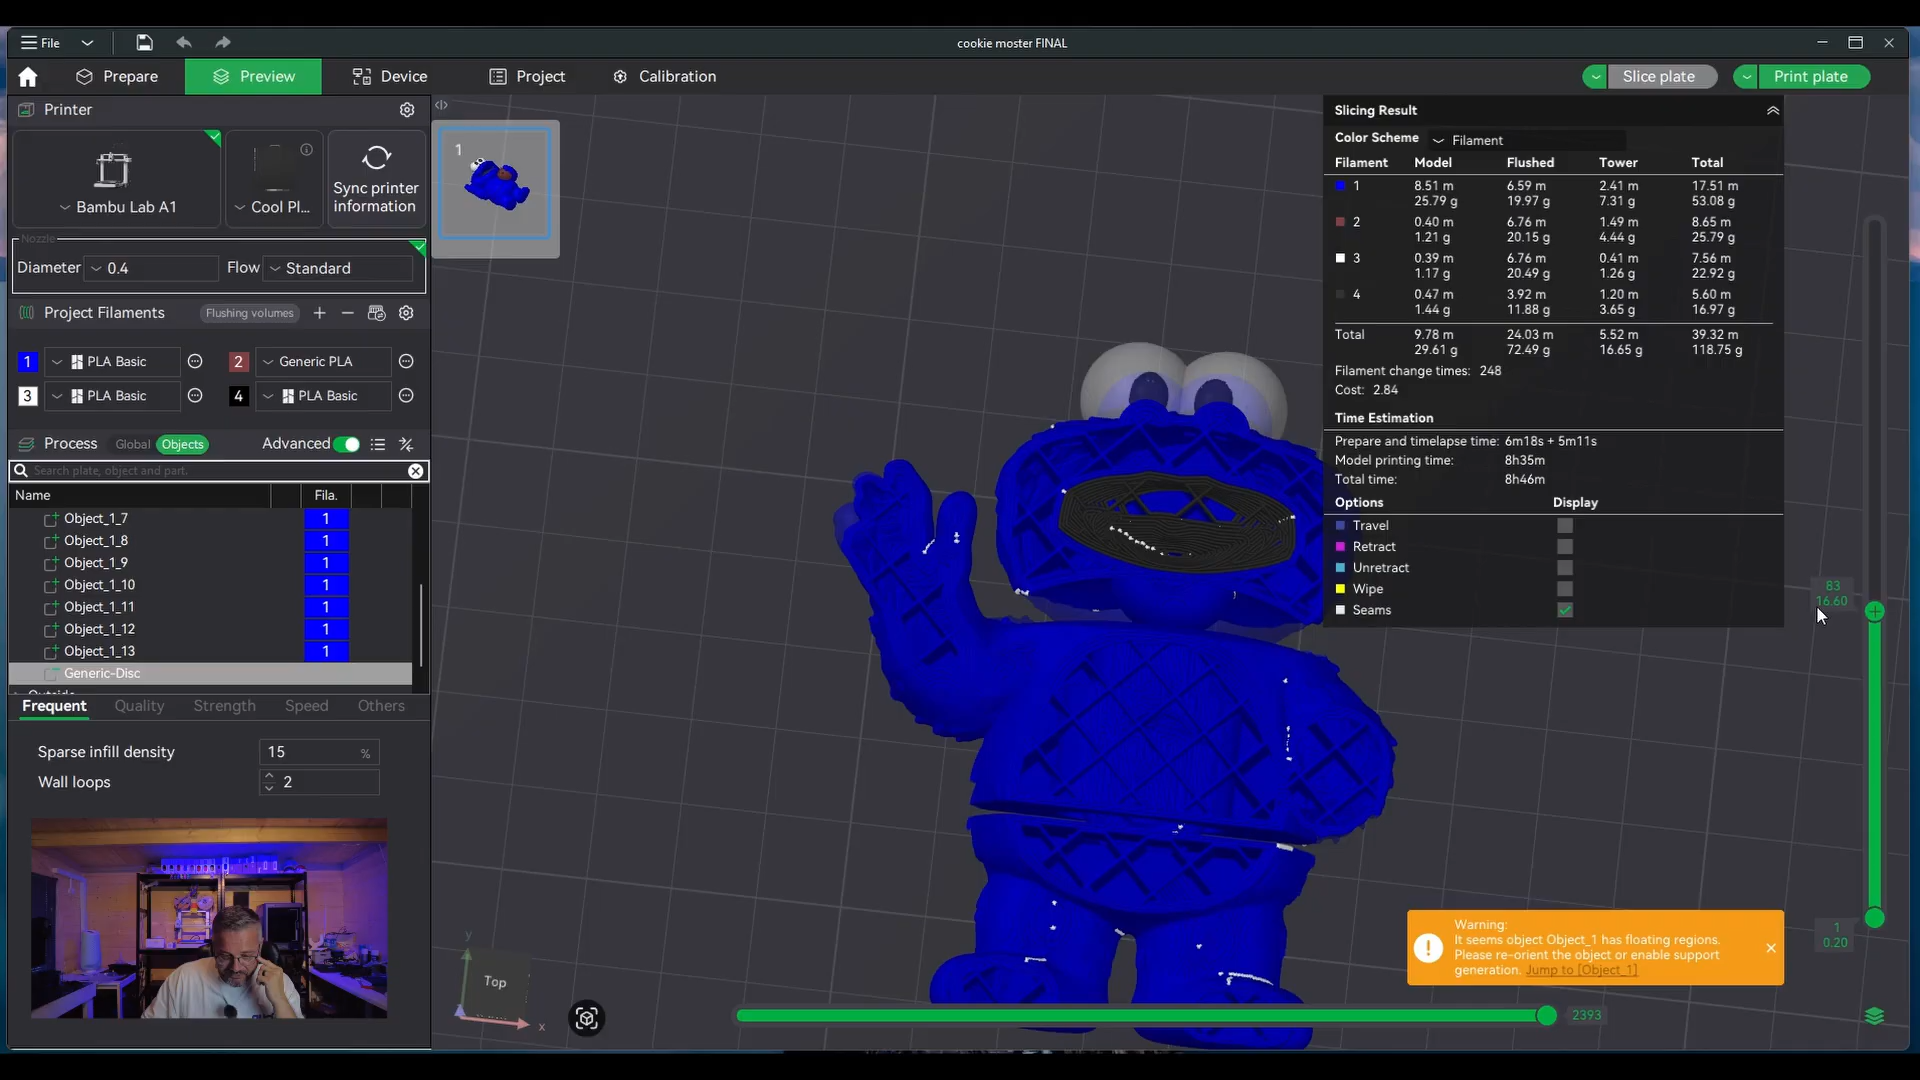 File
cookie moster FINAL
Prepare
Preview
Device
Project
Calibration
Slice plate
Print plate
Printer
Bambu Lab A1
Cool Pl...
Sync printer
information
Nozzle
Diameter
0.4
Flow
Standard
Project Filaments
Flushing volumes
1
PLA Basic
2
Generic PLA
3
PLA Basic
4
PLA Basic
Process
Global
Objects
Advanced
Search plate, object and part.
Name
Fila.
Object_1_7
1
Object_1_8
1
Object_1_9
1
Object_1_10
1
Object_1_11
1
Object_1_12
1
Object_1_13
1
Generic-Disc
Frequent
Quality
Strength
Speed
Others
Sparse infill density
15
%
Wall loops
2
1
Slicing Result
Color Scheme
Filament
Filament Model Flushed Tower Total
1 8.51 m 6.59 m 2.41 m 17.51 m
25.79 g 19.97 g 7.31 g 53.08 g
2 0.40 m 6.76 m 1.49 m 8.65 m
1.21 g 20.15 g 4.44 g 25.79 g
3 0.39 m 6.76 m 0.41 m 7.56 m
1.17 g 20.49 g 1.26 g 22.92 g
4 0.47 m 3.92 m 1.20 m 5.60 m
1.44 g 11.88 g 3.65 g 16.97 g
Total 9.78 m 24.03 m 5.52 m 39.32 m
29.61 g 72.49 g 16.65 g 118.75 g
Filament change times: 248
Cost: 2.84
Time Estimation
Prepare and timelapse time: 6m18s + 5m11s
Model printing time: 8h35m
Total time: 8h46m
Options Display
Travel
Retract
Unretract
Wipe
Seams
83
16.60
1
0.20
Warning:
It seems object Object_1 has floating regions.
Please re-orient the object or enable support
generation. Jump to [Object_1]
Top
y
x
2393